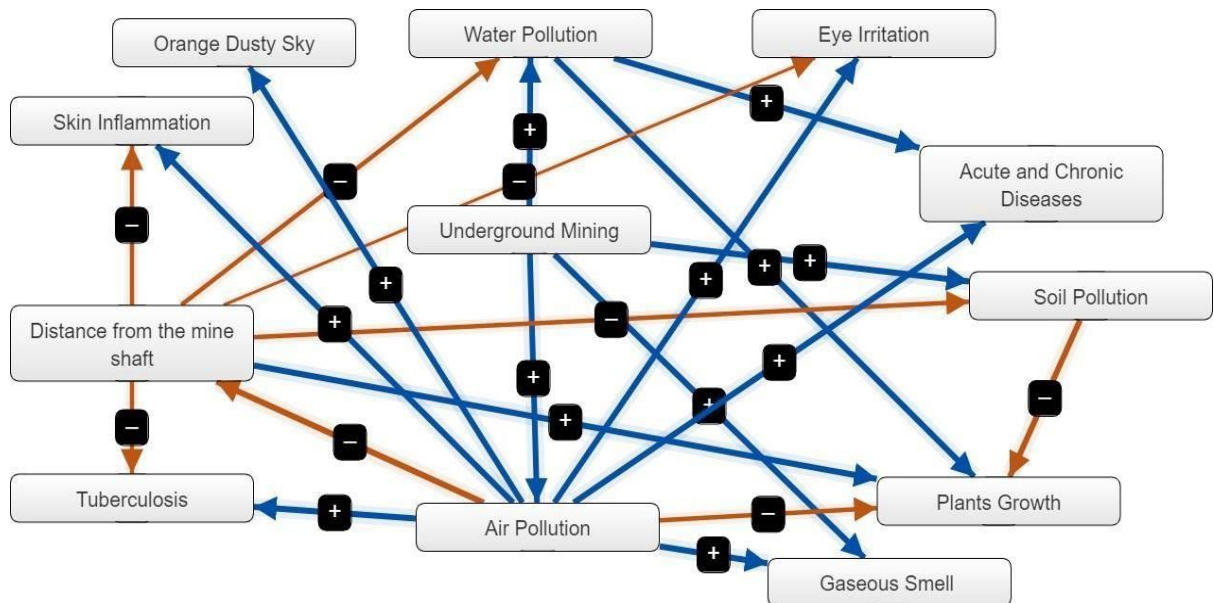 Orange Dusty Sky
Water Pollution
Eye Irritation
Skin Inflammation
+
+
Acute and Chronic
Diseases
−
−
−
Underground Mining
+
+
+
Soil Pollution
+
−
+
Distance from the mine
shaft
+
+
−
+
+
−
−
−
Tuberculosis
+
Air Pollution
−
Plants Growth
+
Gaseous Smell